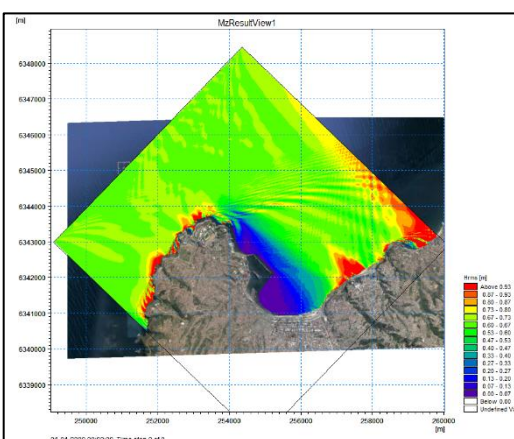 MzResultView1
[m]
6348000
6347000
6346000
6345000
6344000
6343000
6342000
6341000
6340000
6339000
250000 252000 254000 256000 258000 260000
[m]
Hrms [m]
Above 0.93
0.87 - 0.93
0.80 - 0.87
0.73 - 0.80
0.67 - 0.73
0.60 - 0.67
0.53 - 0.60
0.47 - 0.53
0.40 - 0.47
0.33 - 0.40
0.27 - 0.33
0.20 - 0.27
0.13 - 0.20
0.07 - 0.13
0.00 - 0.07
Below 0.00
Undefined V